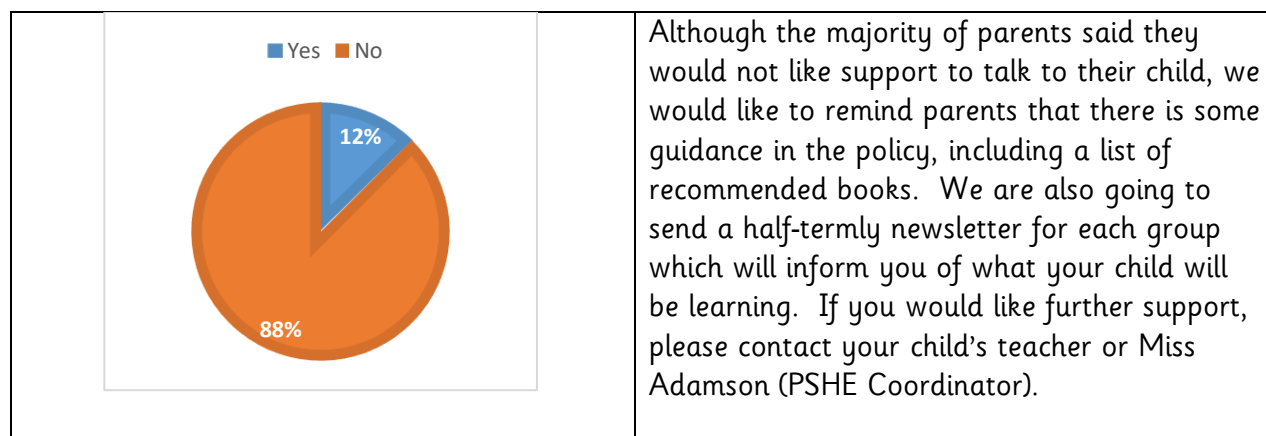 Yes No
12%
88%
Although the majority of parents said they
would not like support to talk to their child, we
would like to remind parents that there is some
guidance in the policy, including a list of
recommended books.  We are also going to
send a half-termly newsletter for each group
which will inform you of what your child will
be learning.  If you would like further support,
please contact your child's teacher or Miss
Adamson (PSHE Coordinator).